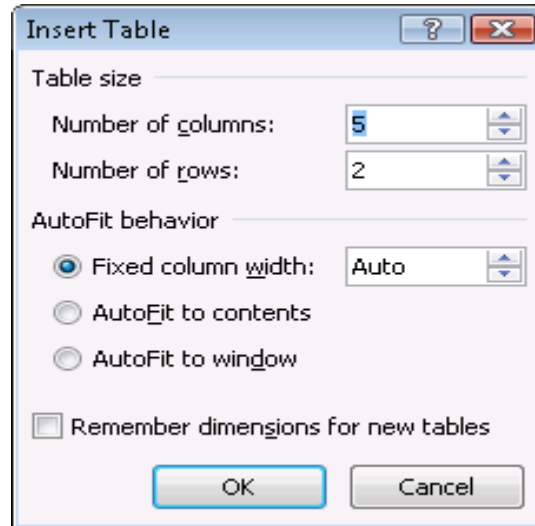 Insert Table ?
Table size
Number of columns: 5
Number of rows: 2
AutoFit behavior
Fixed column width: Auto
AutoFit to contents
AutoFit to window
Remember dimensions for new tables
OK Cancel